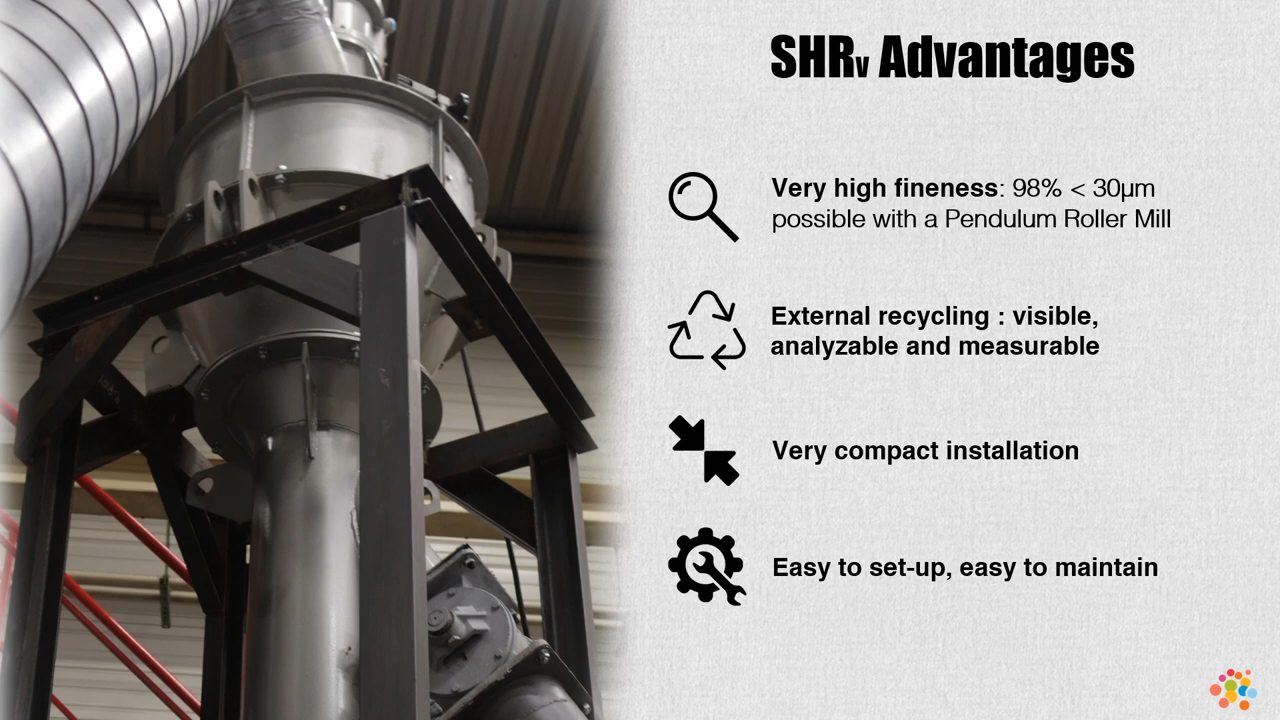 SHRv Advantages
Very high fineness: 98% < 30µm
possible with a Pendulum Roller Mill
External recycling : visible,
analyzable and measurable
Very compact installation
Easy to set-up, easy to maintain